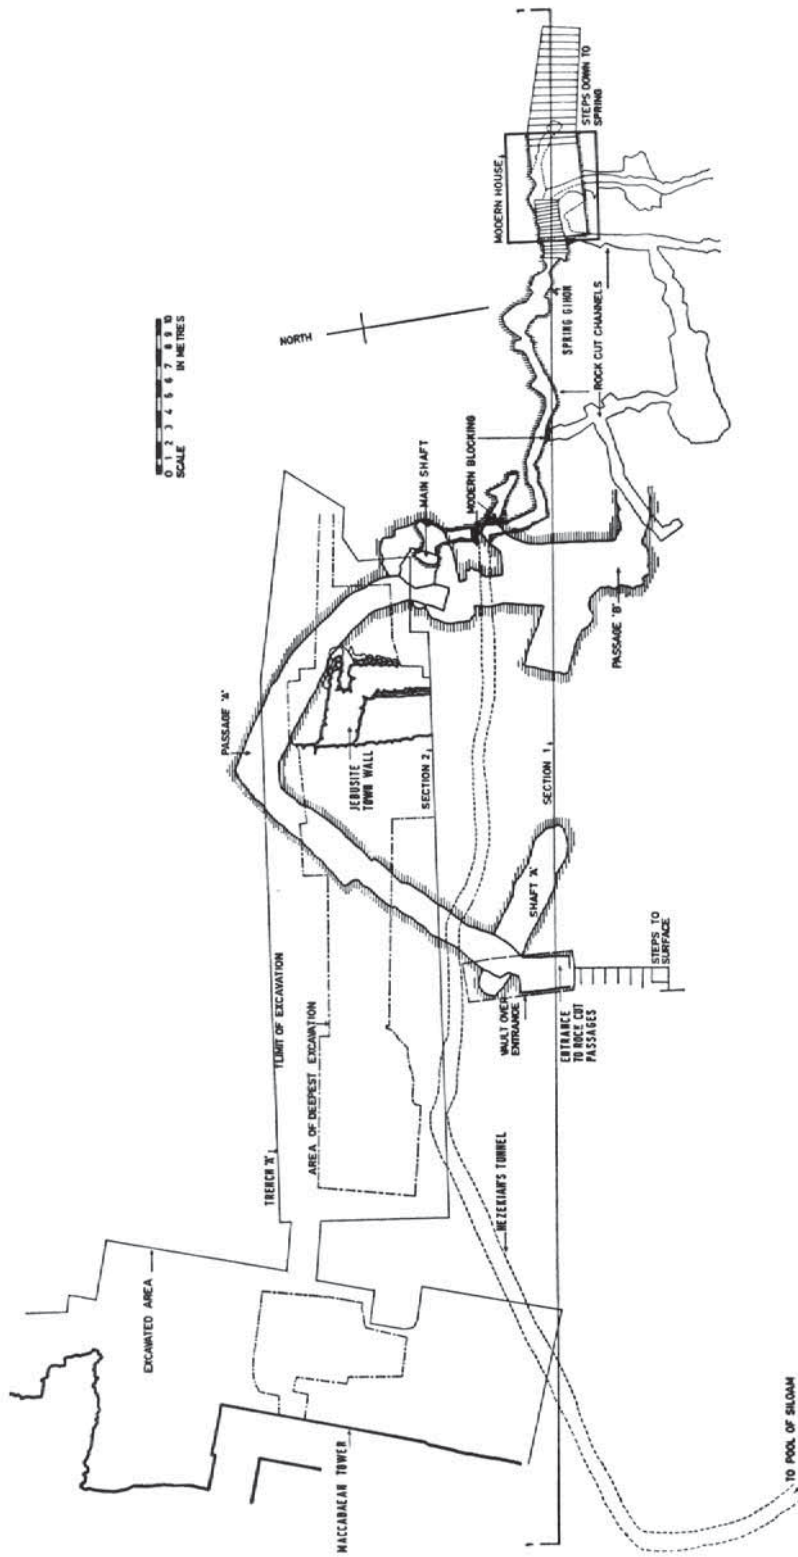 EXCAVATED AREA
MACCABAEAN TOWER
TRENCH 'A'
LIMIT OF EXCAVATION
AREA OF DEEPEST EXCAVATION
HEZEKIAH'S TUNNEL
TO POOL OF SILOAM
VAULT OVER
ENTRANCE
ENTRANCE
TO ROCK CUT
PASSAGES
STEPS TO
SURFACE
SHAFT 'A'
PASSAGE 'A'
JEBUSITE
TOWN WALL
SECTION 2
SECTION 1
MAIN SHAFT
MODERN BLOCKING
PASSAGE 'B'
0 1 2 3 4 5 6 7 8 9 10
SCALE IN METRES
NORTH
SPRING GIHON
ROCK CUT CHANNELS
MODERN HOUSE
STEPS DOWN TO
SPRING
1
1